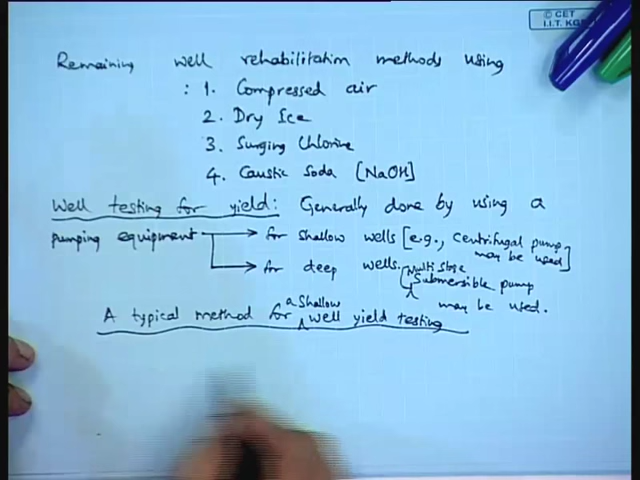 © CET
I.I.T. KGP
Remaining well rehabilitation methods using
: 1. Compressed air
2. Dry Ice
3. Surging Chlorine
4. Caustic Soda [NaOH]
Well testing for yield: Generally done by using a
pumping equipment → for shallow wells [e.g., Centrifugal pump may be used]
→ for deep wells. (Multi stage Submersible pump may be used.
A typical method for a Shallow well yield testing